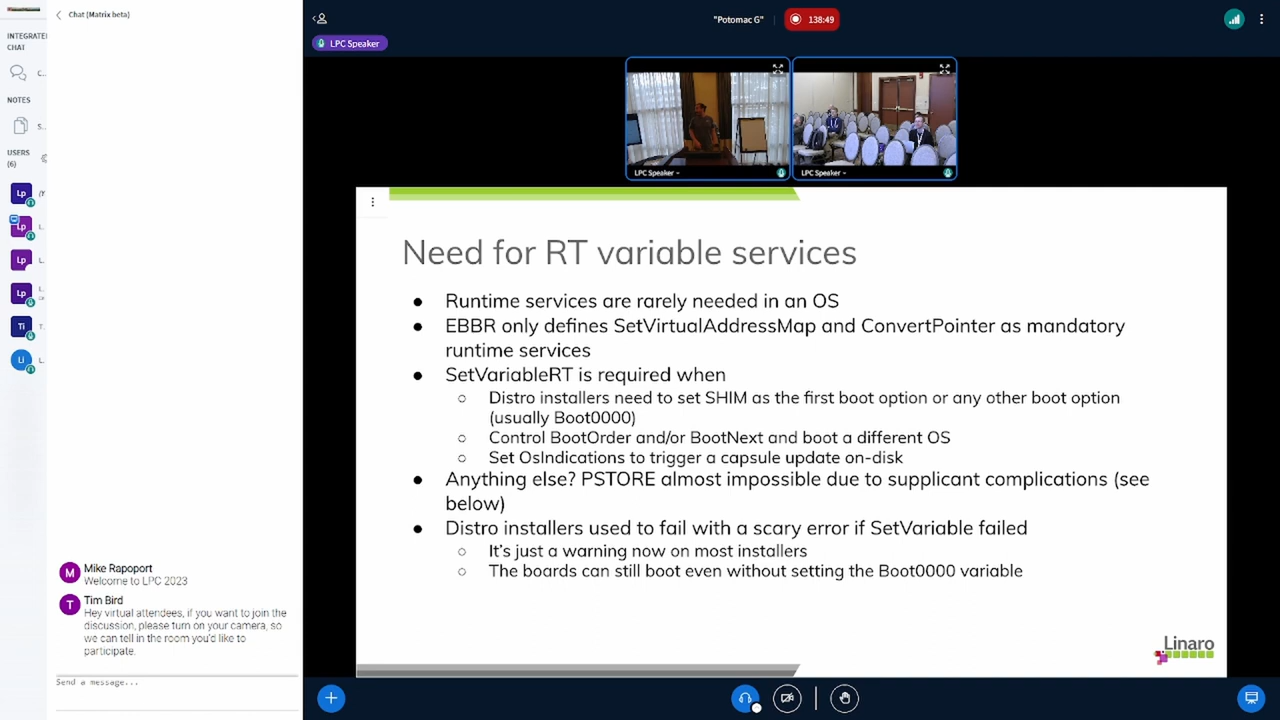 Chat (Matrix beta)
INTEGRATE
CHAT
C..
NOTES
S..
USERS
(6)
Lp
Lp
L..
Lp
L..
Lp
Ti
T..
Li
L..
M
Mike Rapoport
Welcome to LPC 2023
T
Tim Bird
Hey virtual attendees, if you want to join the
discussion, please turn on your camera, so
we can tell in the room you'd like to
participate.
Send a message...
"Potomac G"
138:49
LPC Speaker
LPC Speaker
LPC Speaker
Need for RT variable services
● Runtime services are rarely needed in an OS
● EBBR only defines SetVirtualAddressMap and ConvertPointer as mandatory
runtime services
● SetVariableRT is required when
○ Distro installers need to set SHIM as the first boot option or any other boot option
(usually Boot0000)
○ Control BootOrder and/or BootNext and boot a different OS
○ Set OsIndications to trigger a capsule update on-disk
● Anything else? PSTORE almost impossible due to supplicant complications (see
below)
● Distro installers used to fail with a scary error if SetVariable failed
○ It's just a warning now on most installers
○ The boards can still boot even without setting the Boot0000 variable
Linaro